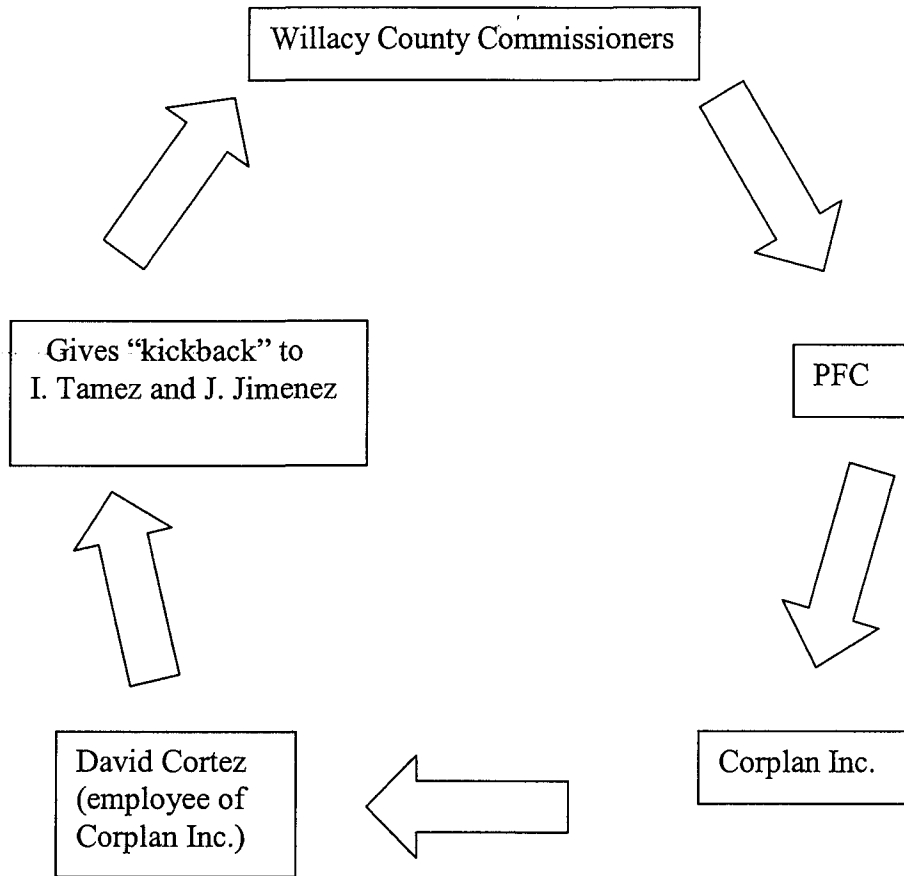 Willacy County Commissioners
Gives “kickback” to
I. Tamez and J. Jimenez
PFC
David Cortez
(employee of
Corplan Inc.)
Corplan Inc.